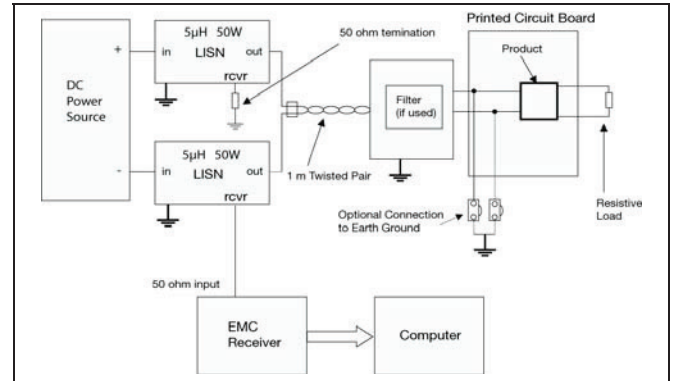 Printed Circuit Board
5µH 50W
50 ohm temination
+
in
LISN
out
rcvr
Product
DC
Power
Source
Filter
(if used)
5µH 50W
-
in
LISN
out
rcvr
1 m Twisted Pair
Optional Connection
to Earth Ground
Resistive
Load
50 ohm input
EMC
Receiver
Computer